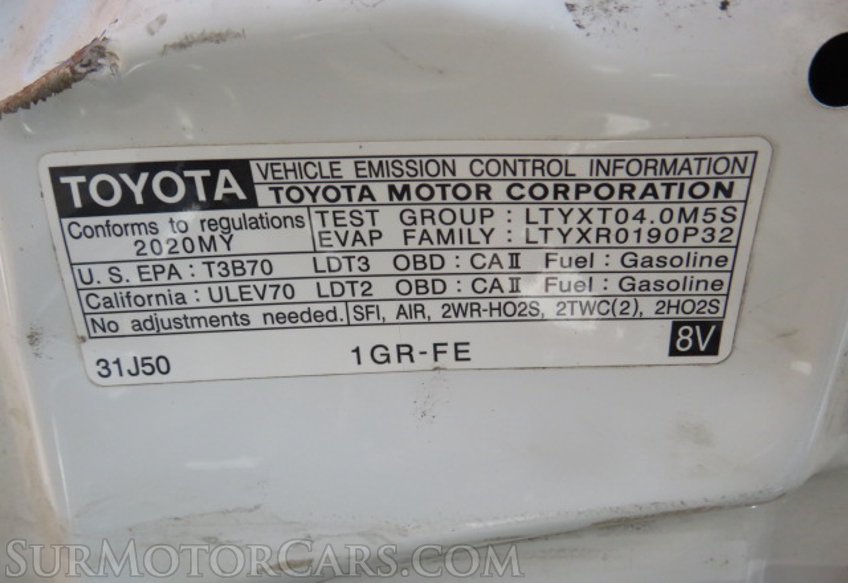 TOYOTA
VEHICLE EMISSION CONTROL INFORMATION
TOYOTA MOTOR CORPORATION
Conforms to regulations
2020MY
TEST GROUP : LTYXT04.0M5S
EVAP FAMILY : LTYXR0190P32
U. S. EPA : T3B70 LDT3 OBD : CAⅡ Fuel : Gasoline
California : ULEV70 LDT2 OBD : CAⅡ Fuel : Gasoline
No adjustments needed. SFI, AIR, 2WR-HO2S, 2TWC(2), 2HO2S
31J50 1GR-FE 8V
SurMotorCars.com